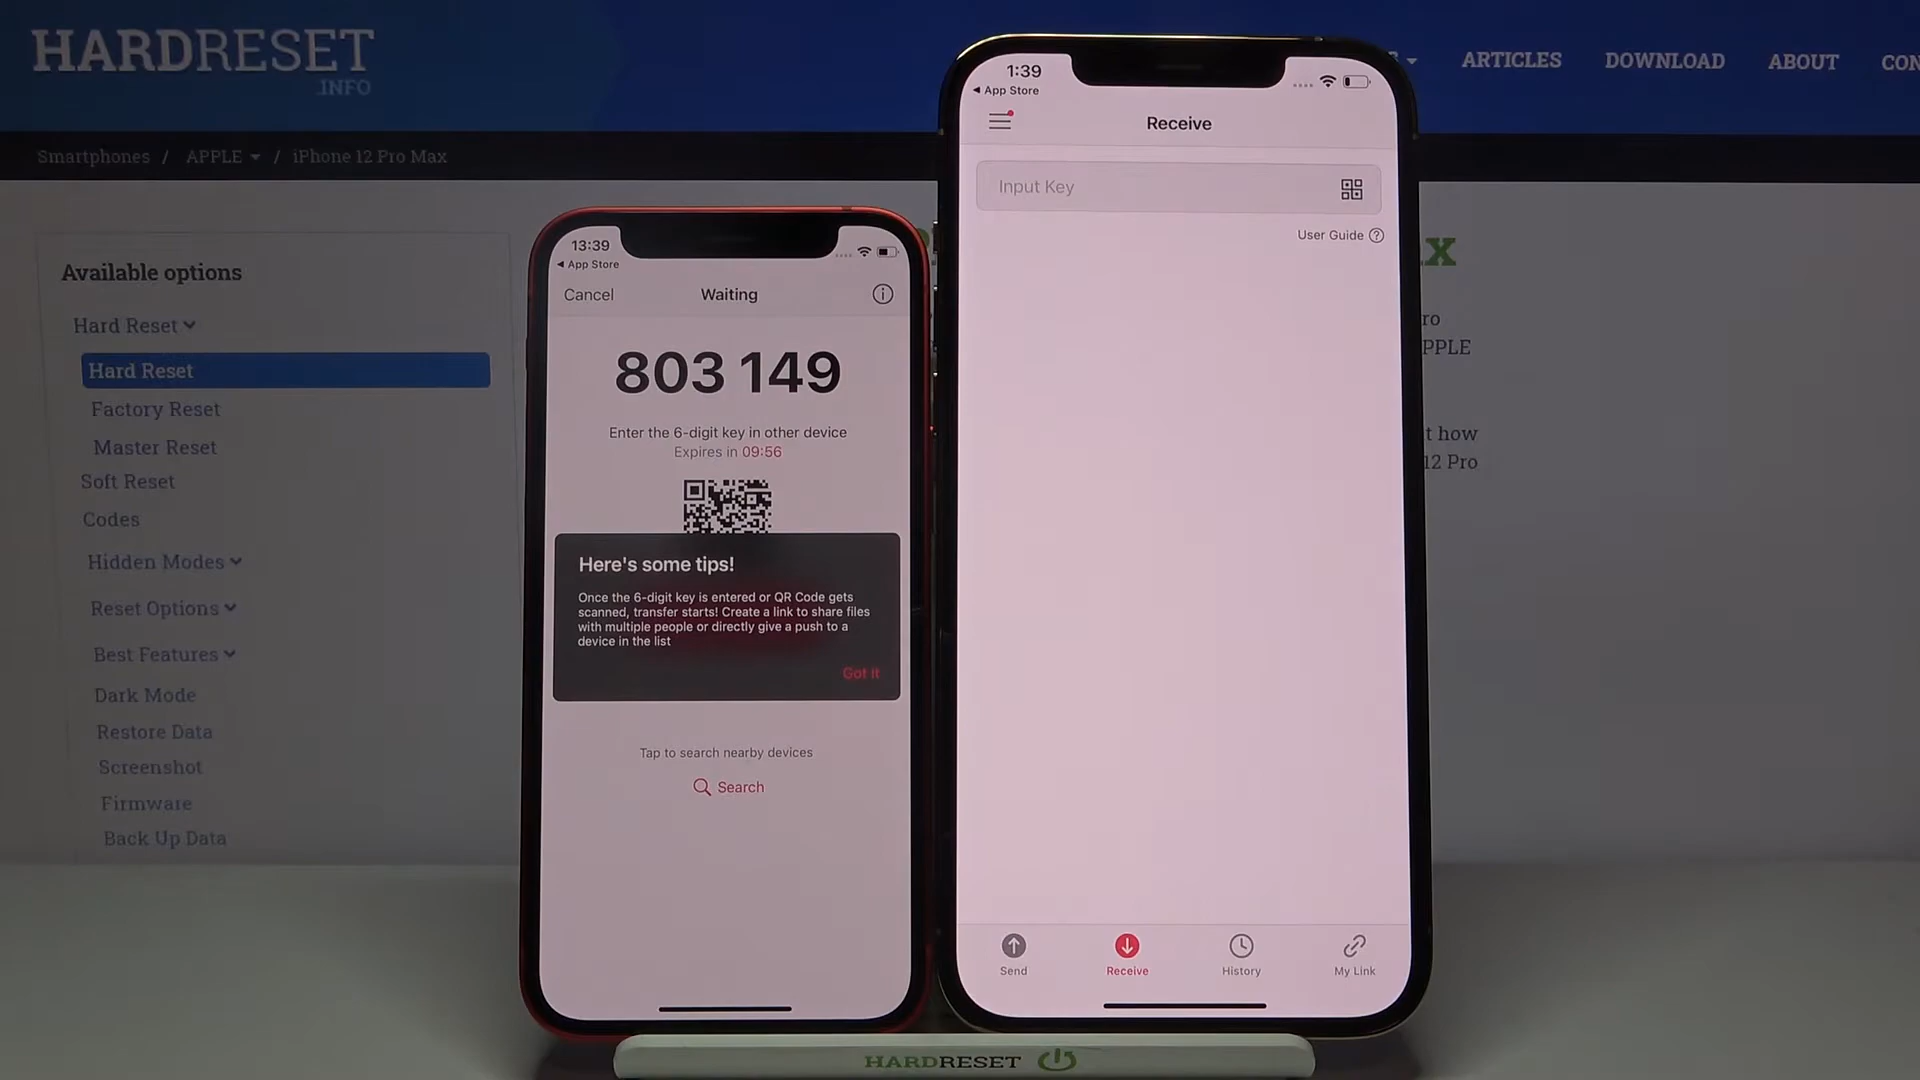 HARDRESET
.INFO
ARTICLES
DOWNLOAD
ABOUT
CON
Smartphones / APPLE / iPhone 12 Pro Max
Available options
Hard Reset
Hard Reset
Factory Reset
Master Reset
Soft Reset
Codes
Hidden Modes
Reset Options
Best Features
Dark Mode
Restore Data
Screenshot
Firmware
Back Up Data
13:39
App Store
Cancel
Waiting
803 149
Enter the 6-digit key in other device
Expires in 09:56
Here's some tips!
Once the 6-digit key is entered or QR Code gets
scanned, transfer starts! Create a link to share files
with multiple people or directly give a push to a
device in the list
Got it
Tap to search nearby devices
Search
1:39
App Store
Receive
Input Key
User Guide
Send
Receive
History
My Link
X
ro
PPLE
t how
12 Pro
HARDRESET